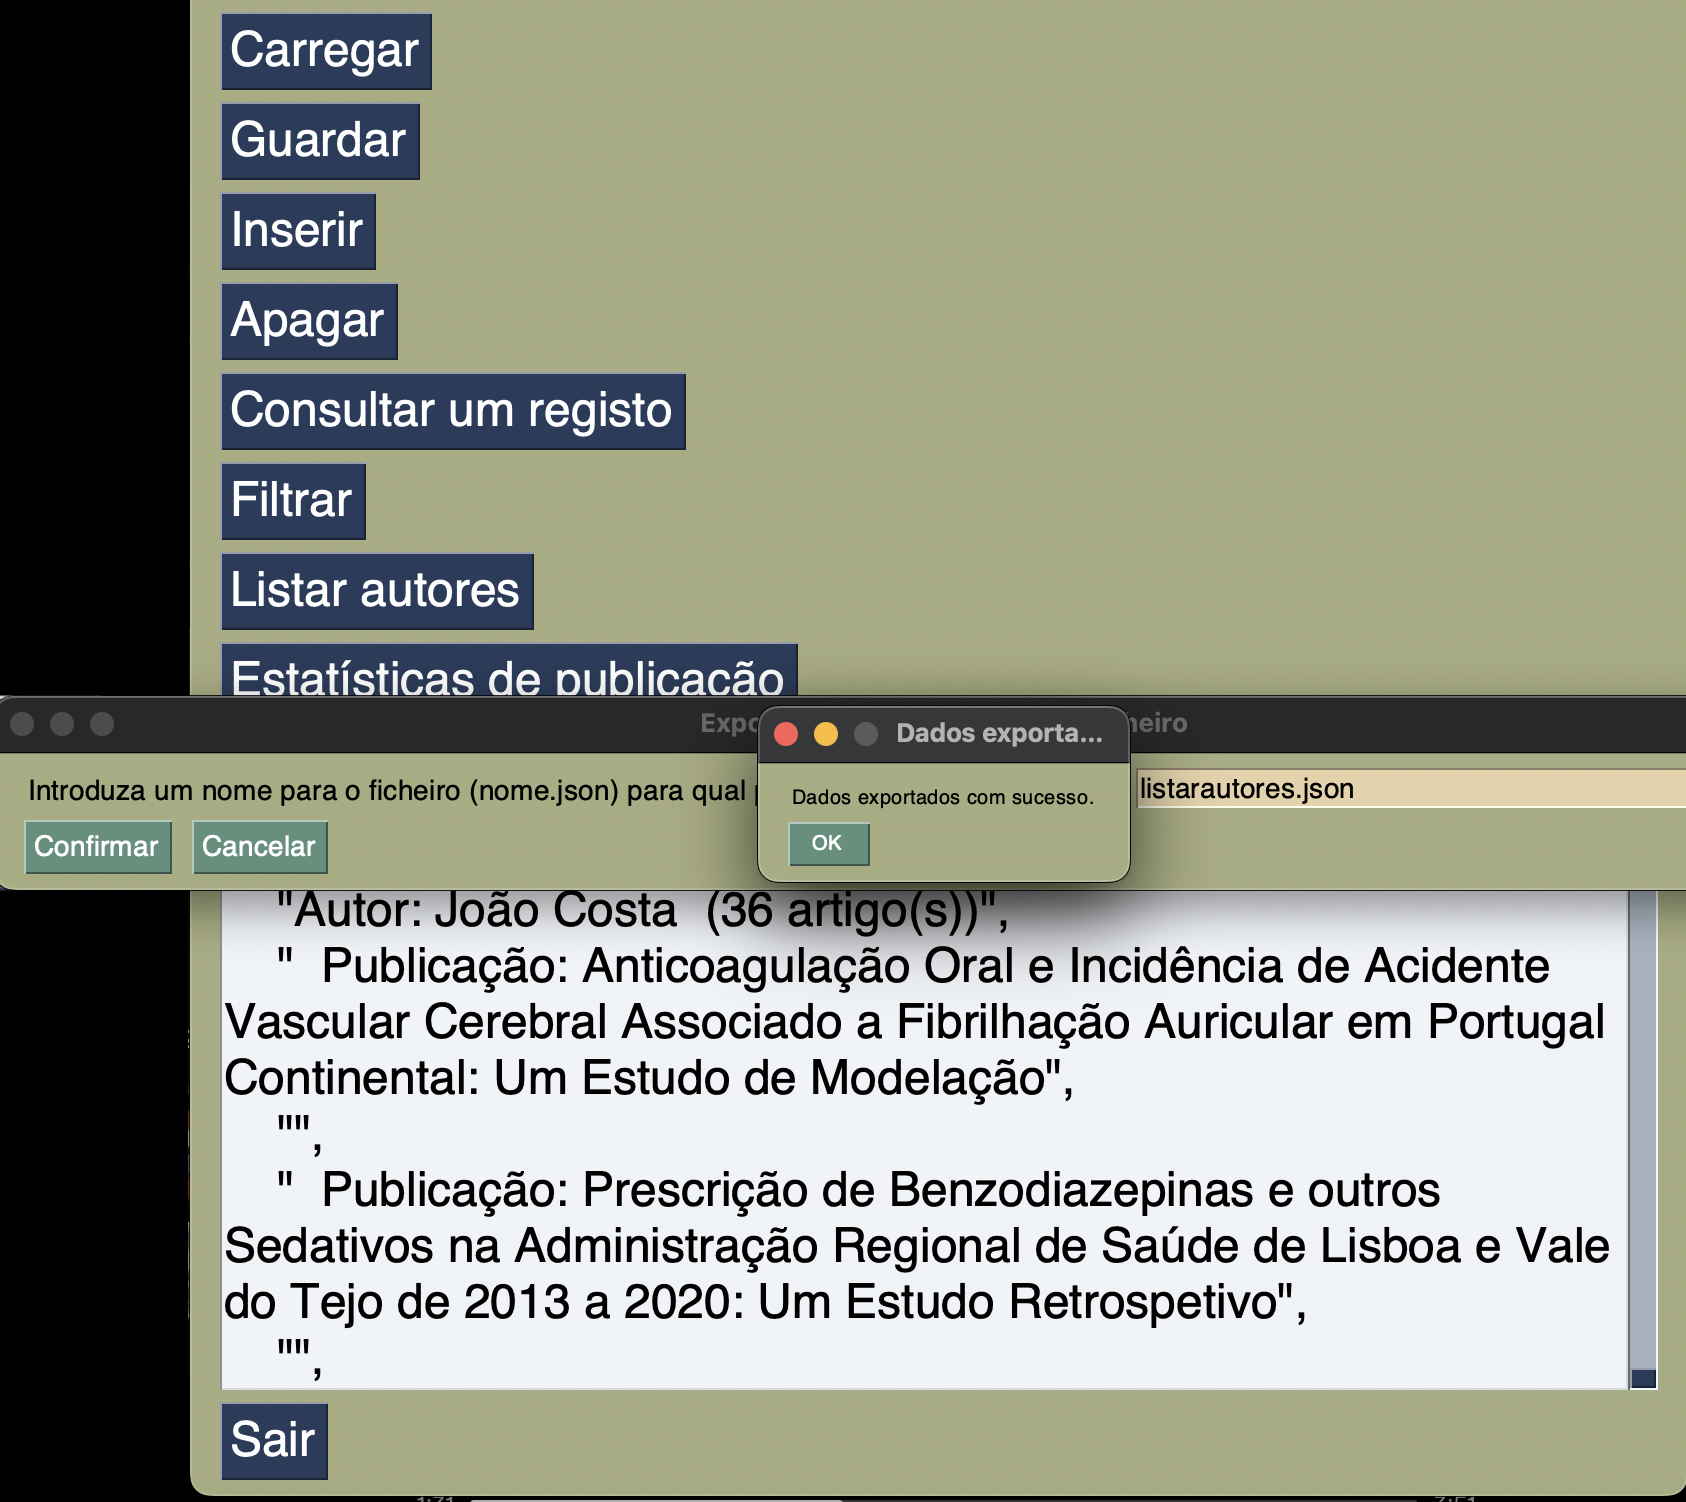 Carregar
Guardar
Inserir
Apagar
Consultar um registo
Filtrar
Listar autores
Estatísticas de publicação
Dados exporta...
Introduza um nome para o ficheiro (nome.json) para qual
listarautores.json
Dados exportados com sucesso.
Confirmar
Cancelar
OK
"Autor: João Costa  (36 artigo(s))",
"  Publicação: Anticoagulação Oral e Incidência de Acidente
Vascular Cerebral Associado a Fibrilhação Auricular em Portugal
Continental: Um Estudo de Modelação",
"",
"  Publicação: Prescrição de Benzodiazepinas e outros
Sedativos na Administração Regional de Saúde de Lisboa e Vale
do Tejo de 2013 a 2020: Um Estudo Retrospetivo",
"",
Sair